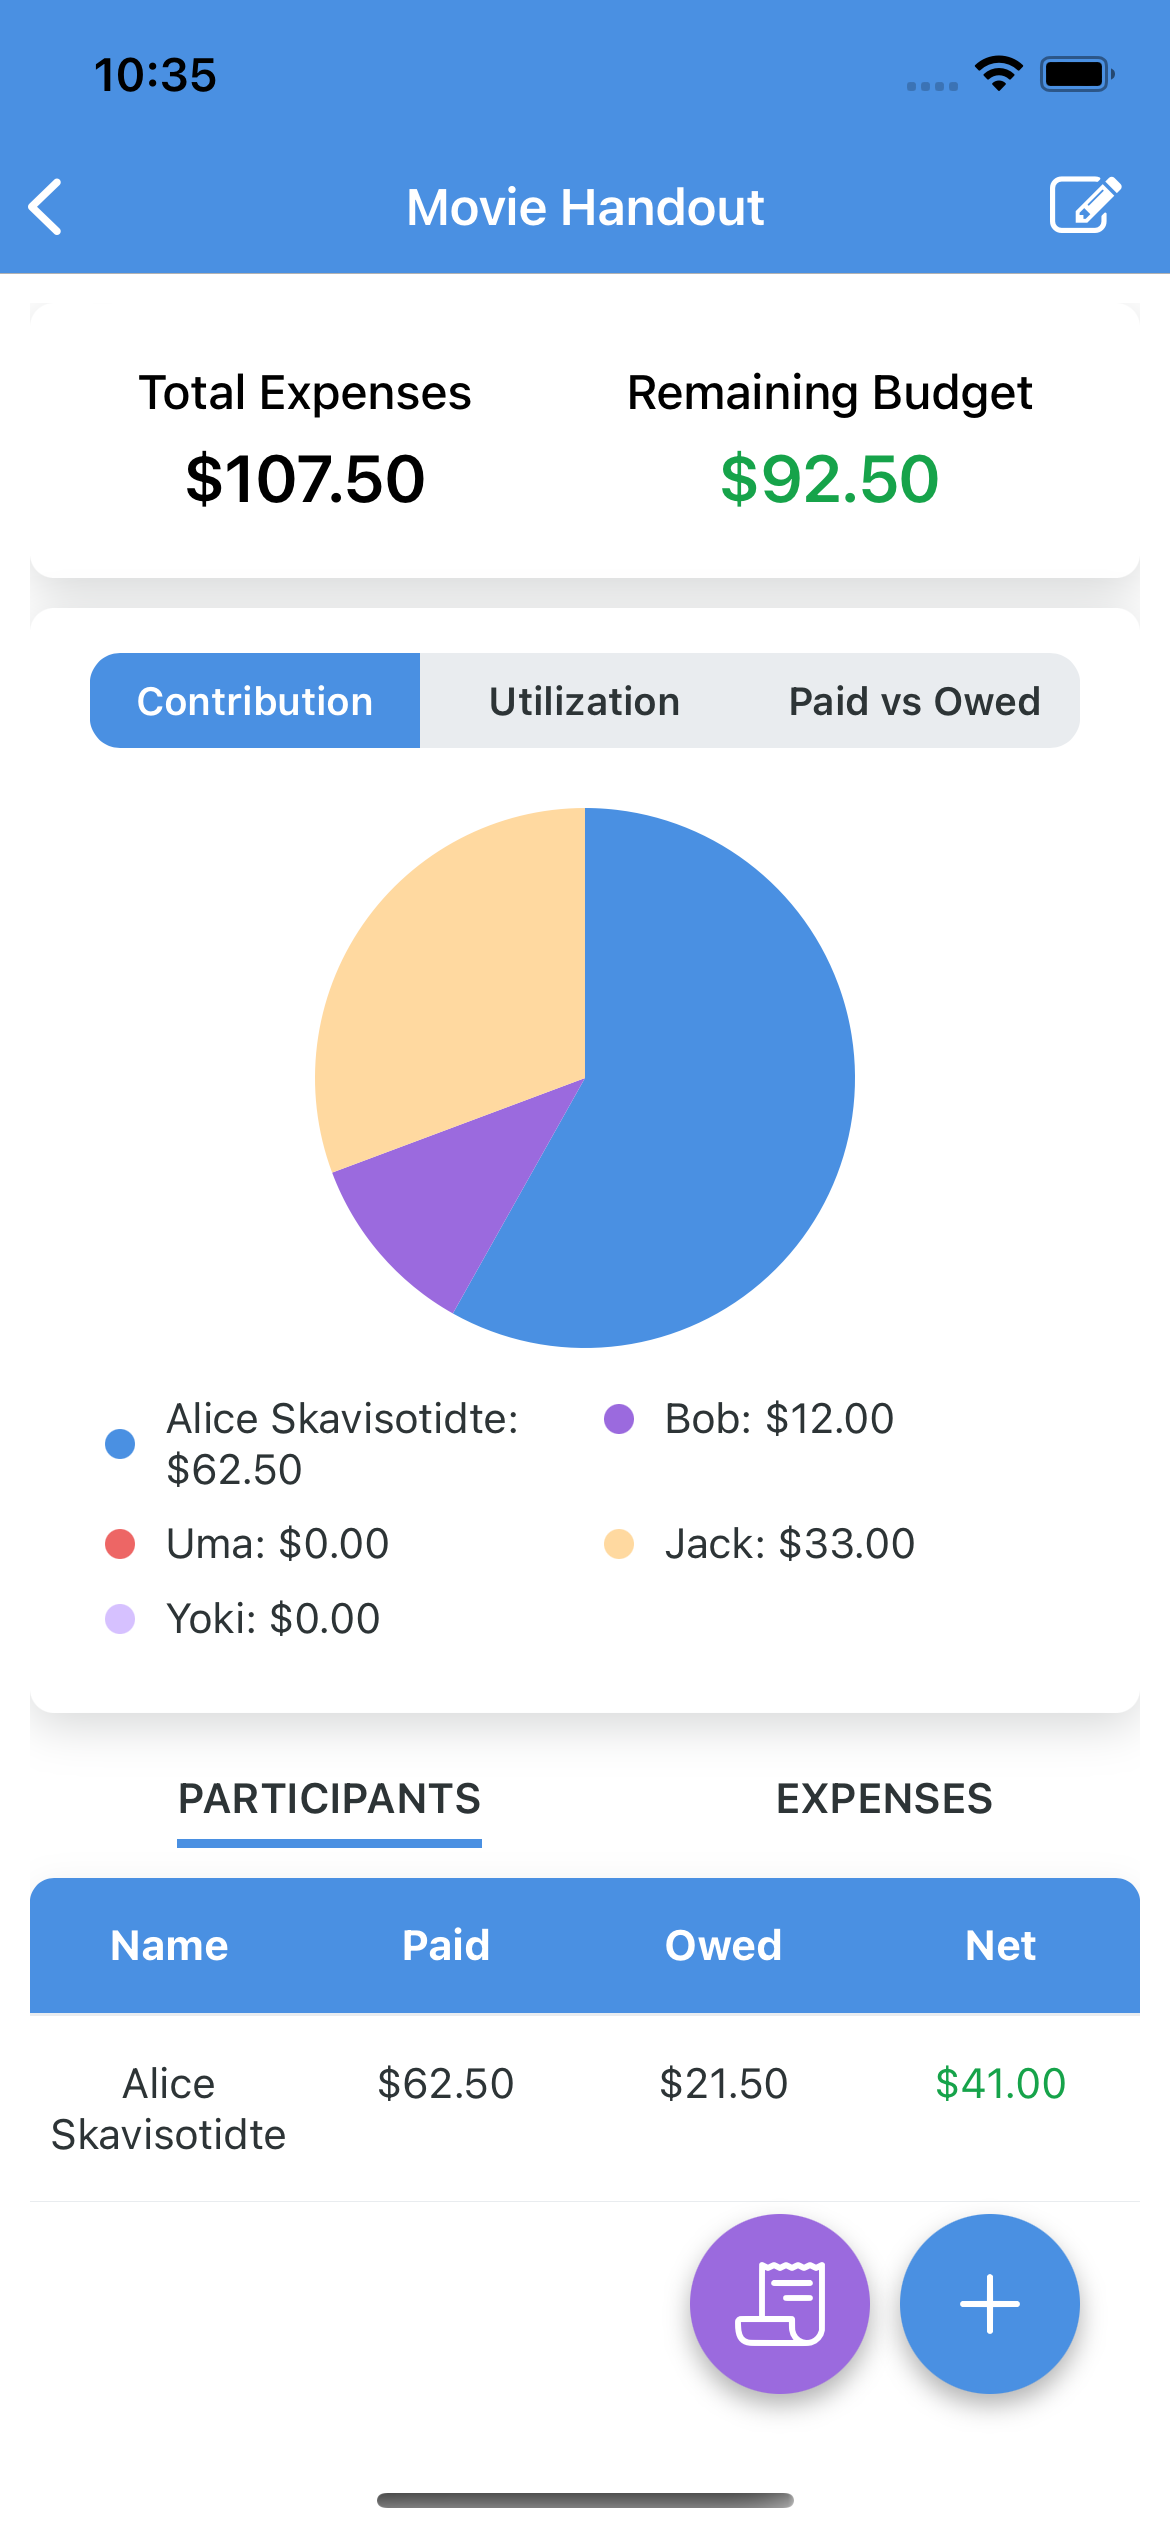 10:35
Movie Handout
Total Expenses
$107.50
Remaining Budget
$92.50
Contribution
Utilization
Paid vs Owed
Alice Skavisotidte:
$62.50
Bob: $12.00
Uma: $0.00
Jack: $33.00
Yoki: $0.00
PARTICIPANTS
EXPENSES
Name Paid Owed Net
Alice $62.50 $21.50 $41.00
Skavisotidte